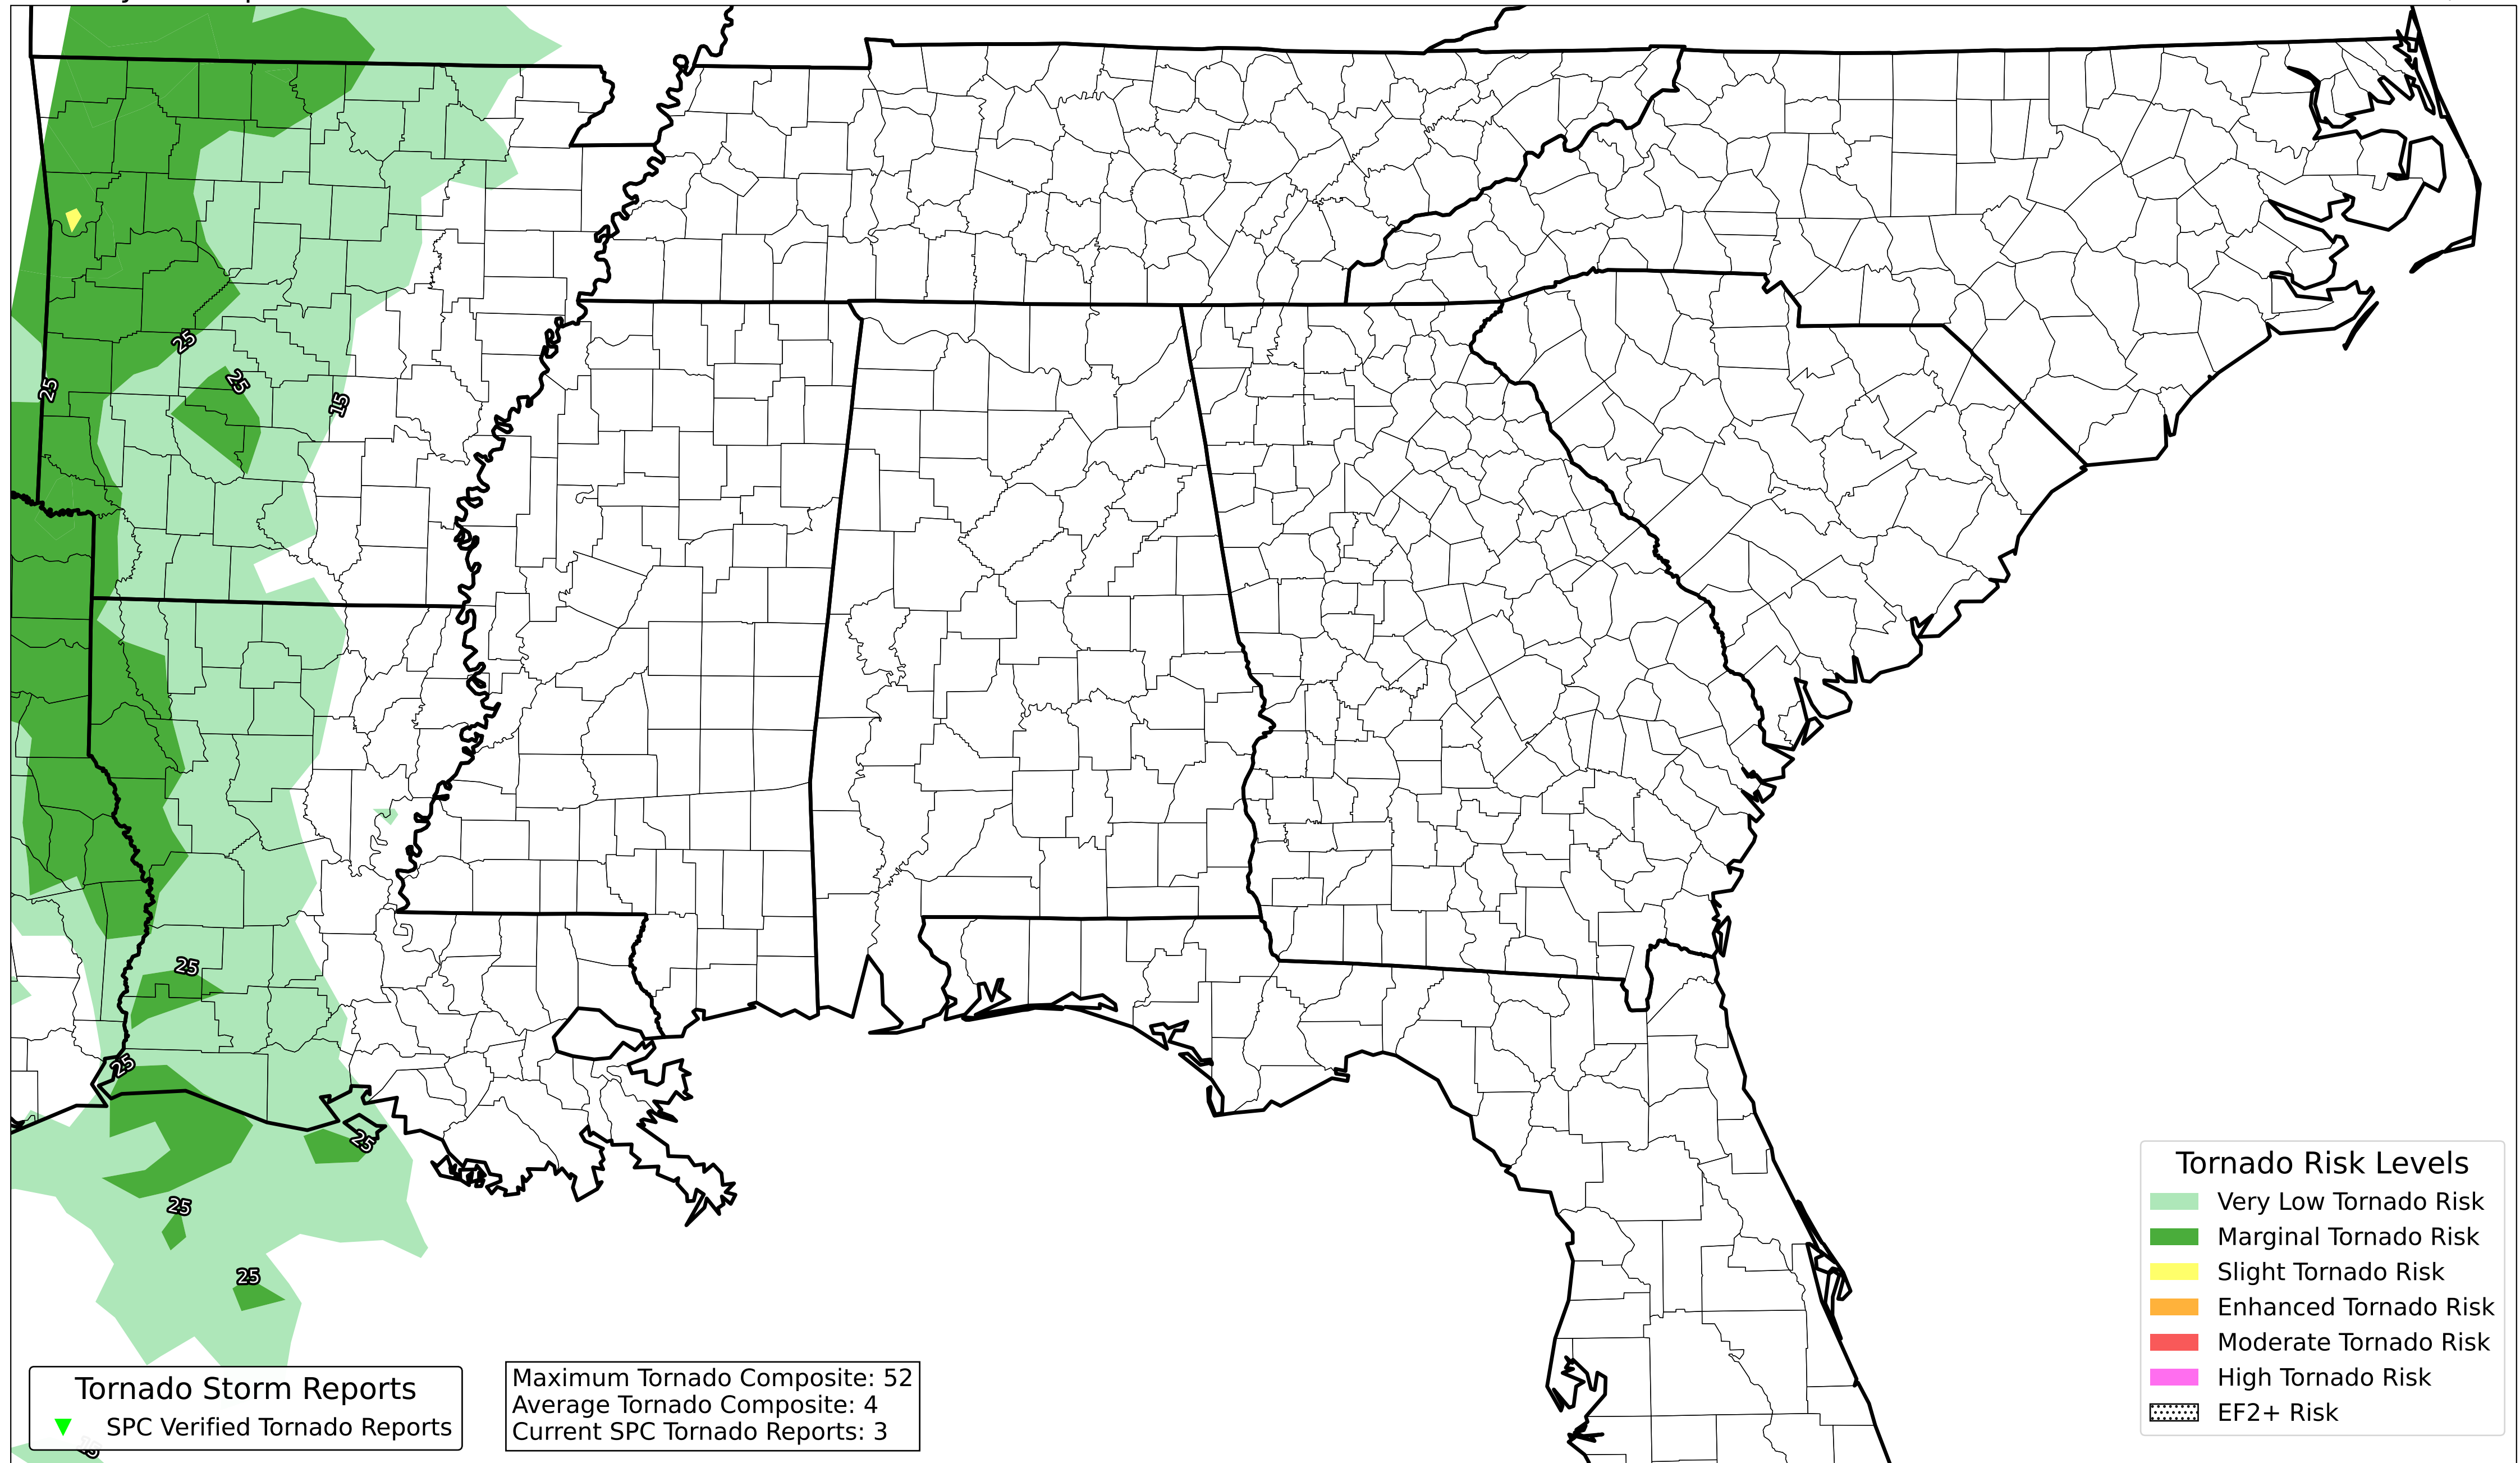 25
25
25
15
25
25
25
25
25
Tornado Risk Levels
Very Low Tornado Risk
Marginal Tornado Risk
Slight Tornado Risk
Enhanced Tornado Risk
Moderate Tornado Risk
High Tornado Risk
EF2+ Risk
Tornado Storm Reports
SPC Verified Tornado Reports
Maximum Tornado Composite: 52
Average Tornado Composite: 4
Current SPC Tornado Reports: 3